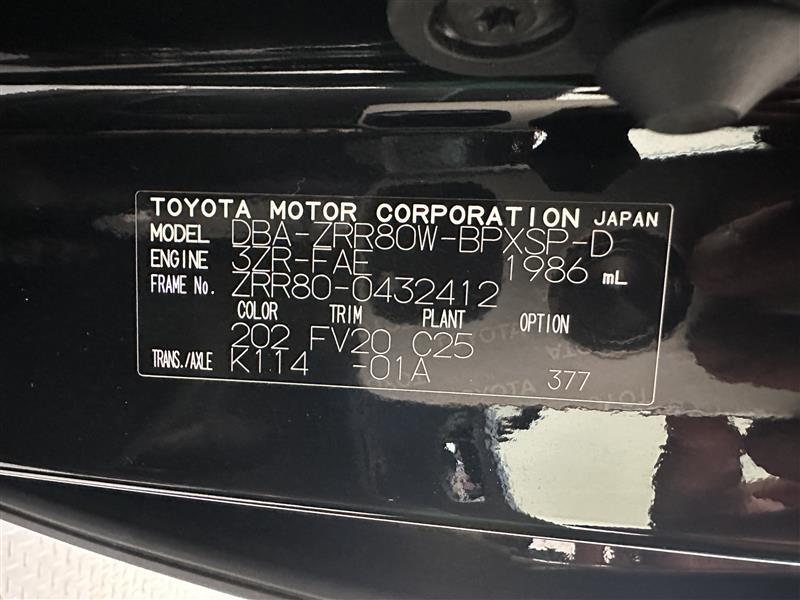 TOYOTA MOTOR CORPORATION JAPAN
MODEL DBA-ZRR80W-BPXSP-D
ENGINE 3ZR-FAE 1986 mL
FRAME No. ZRR80-0432412
COLOR TRIM PLANT OPTION
202 FV20 C25
TRANS./AXLE K114 -01A 377